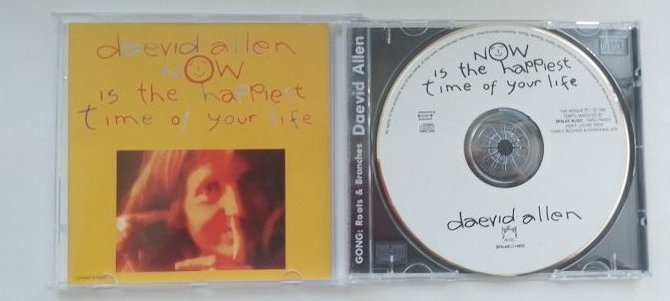 daevid allen
NOW
is the happiest
time of your life
GONG: Roots & Branches Daevid Allen
NOW
is the happiest
time of your life
daevid allen